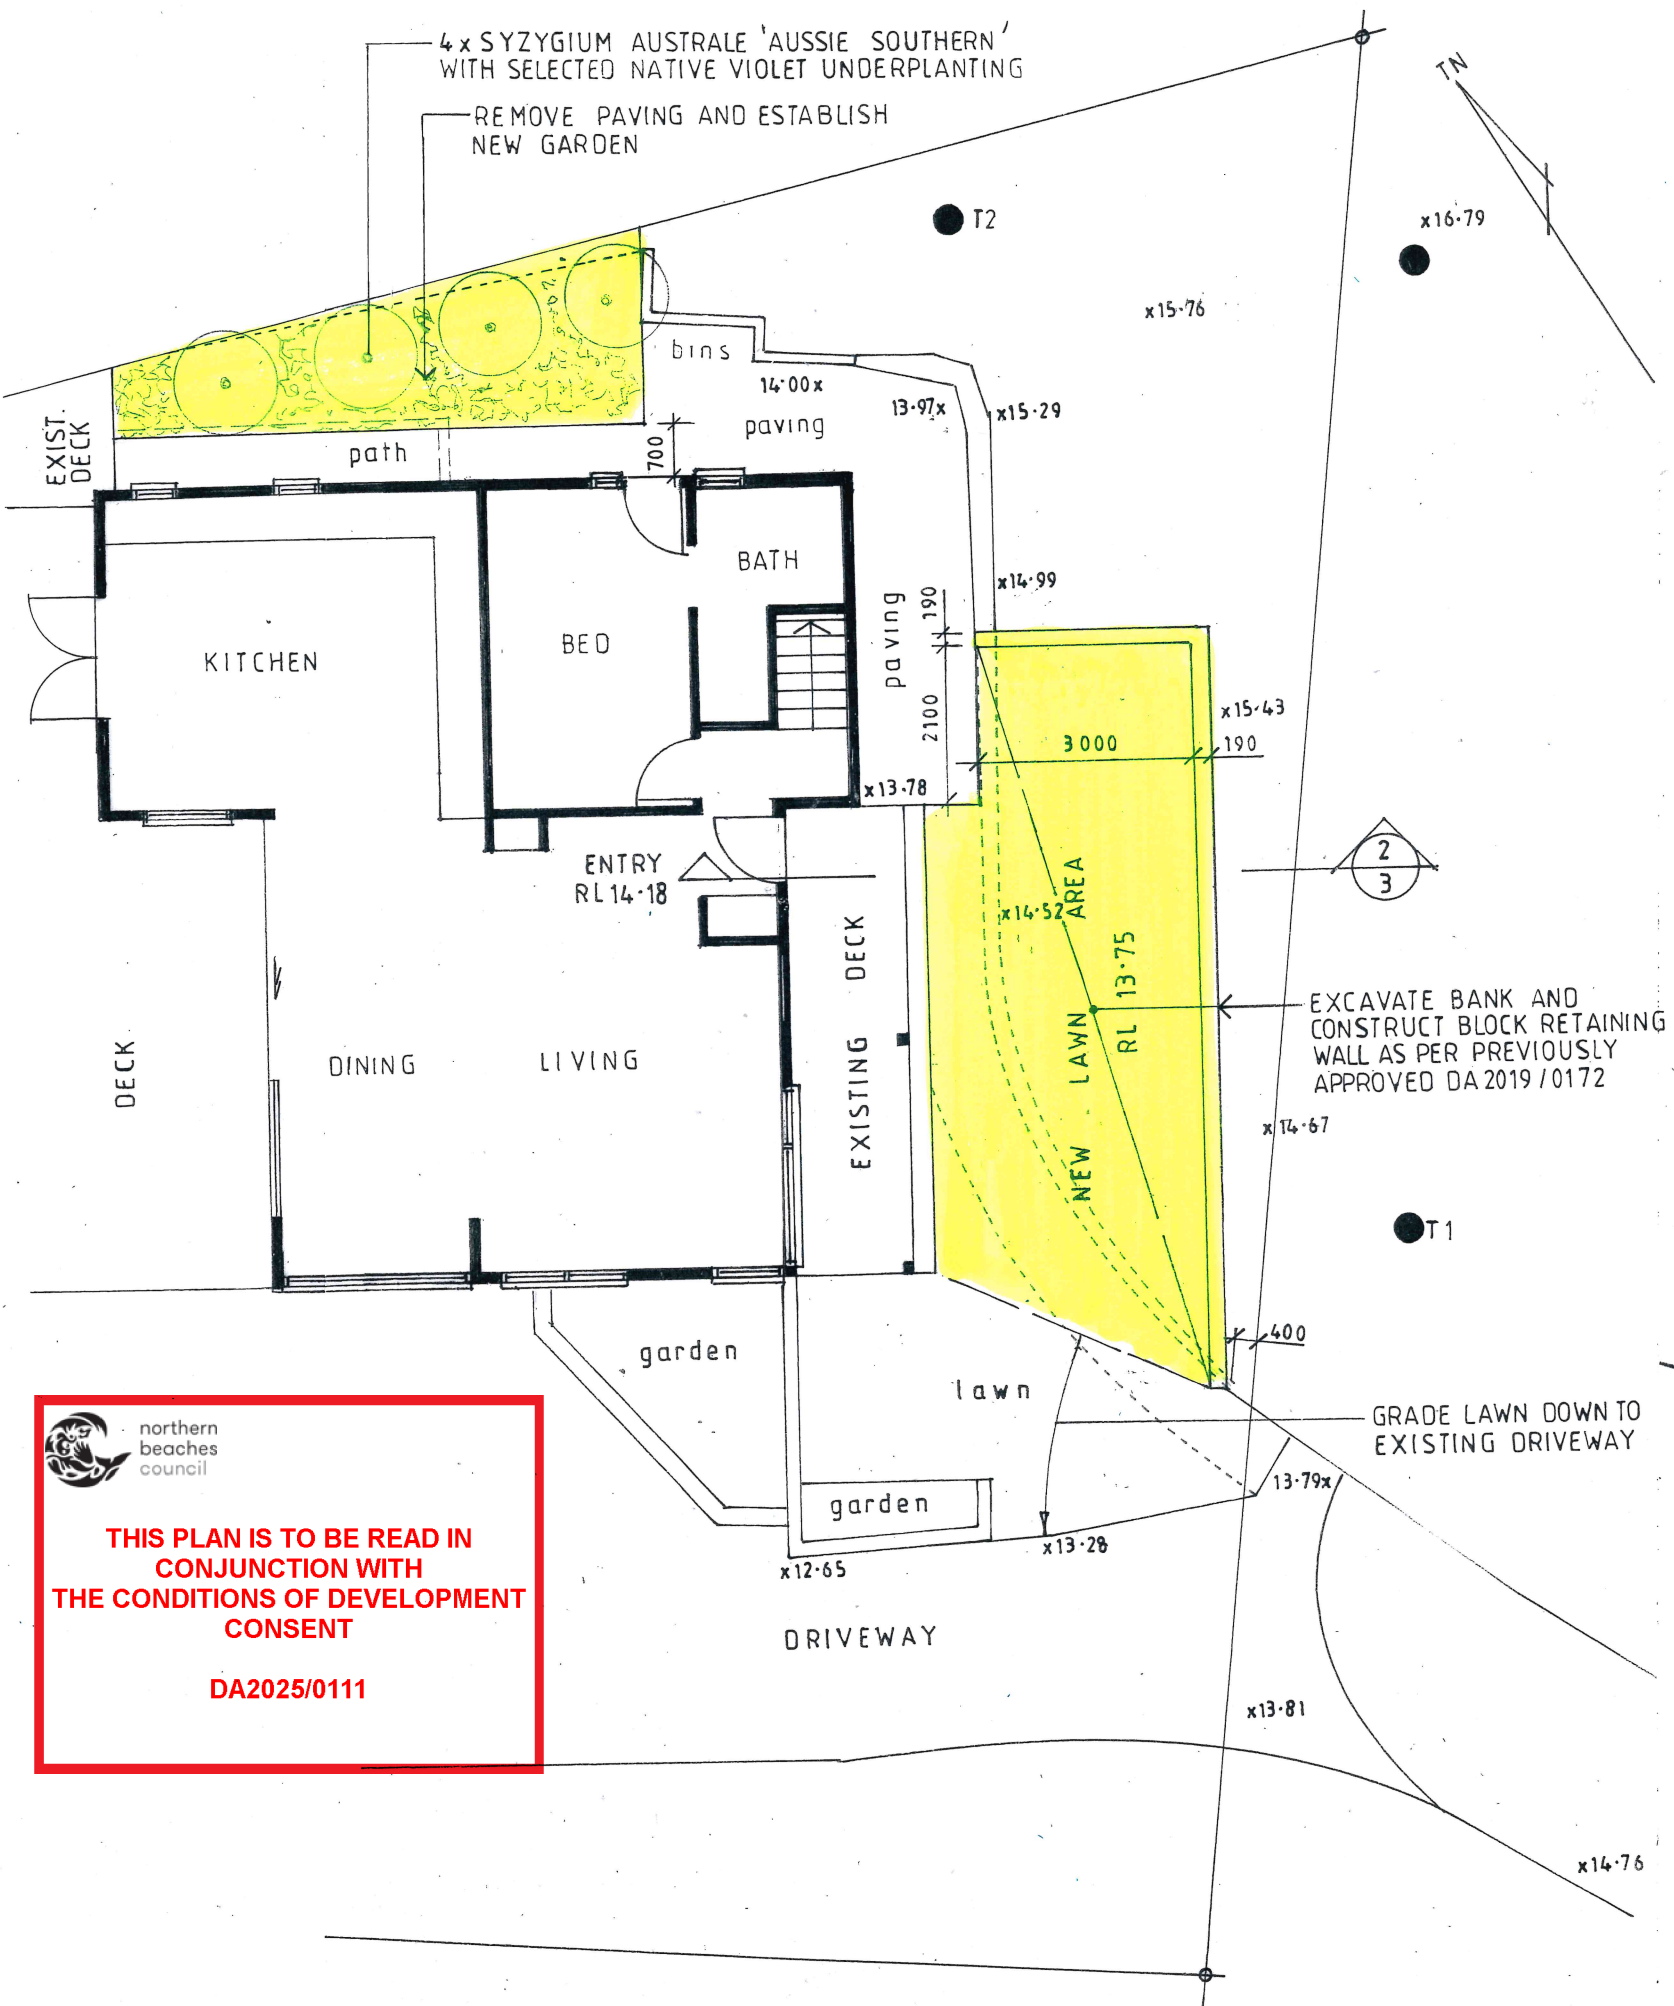 4x SYZYGIUM AUSTRALE 'AUSSIE SOUTHERN'
WITH SELECTED NATIVE VIOLET UNDERPLANTING
REMOVE PAVING AND ESTABLISH
NEW GARDEN
TN
T2
x16.79
x15.76
bins
14.00x
13.97x
x15.29
paving
EXIST.
DECK
path
700
BATH
x14.99
190
BED
KITCHEN
paving
2100
x15.43
3000
190
x13.78
ENTRY
RL14.18
2
3
x14.52
NEW LAWN AREA
RL 13.75
EXISTING DECK
EXCAVATE BANK AND
CONSTRUCT BLOCK RETAINING
WALL AS PER PREVIOUSLY
APPROVED DA2019/0172
DECK
DINING
LIVING
x14.67
T1
400
garden
lawn
GRADE LAWN DOWN TO
EXISTING DRIVEWAY
13.79x
garden
x13.28
x12.65
DRIVEWAY
northern
beaches
council
THIS PLAN IS TO BE READ IN
CONJUNCTION WITH
THE CONDITIONS OF DEVELOPMENT
CONSENT
DA2025/0111
x13.81
x14.76